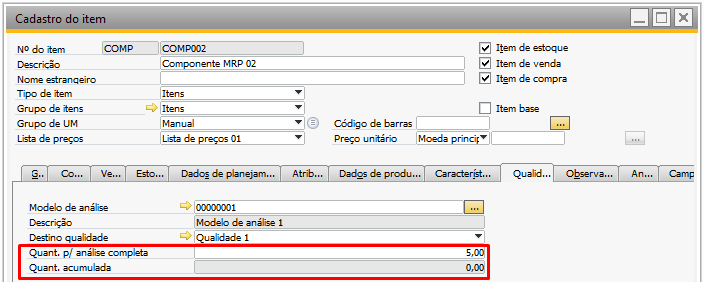 Cadastro do item
Nº do item COMP COMP002
Item de estoque
Descrição Componente MRP 02
Item de venda
Nome estrangeiro
Item de compra
Tipo de item Itens
Grupo de itens Itens
Item base
Grupo de UM Manual
Código de barras ...
Lista de preços Lista de preços 01
Preço unitário Moeda princip ...
G.. Co... Ve... Esto... Dados de planejam... Atrib... Dados de produ... Característ... Qualid... Observa... An... Camp
Modelo de análise 00000001 ...
Descrição Modelo de análise 1
Destino qualidade Qualidade 1
Quant. p/ análise completa 5,00
Quant. acumulada 0,00